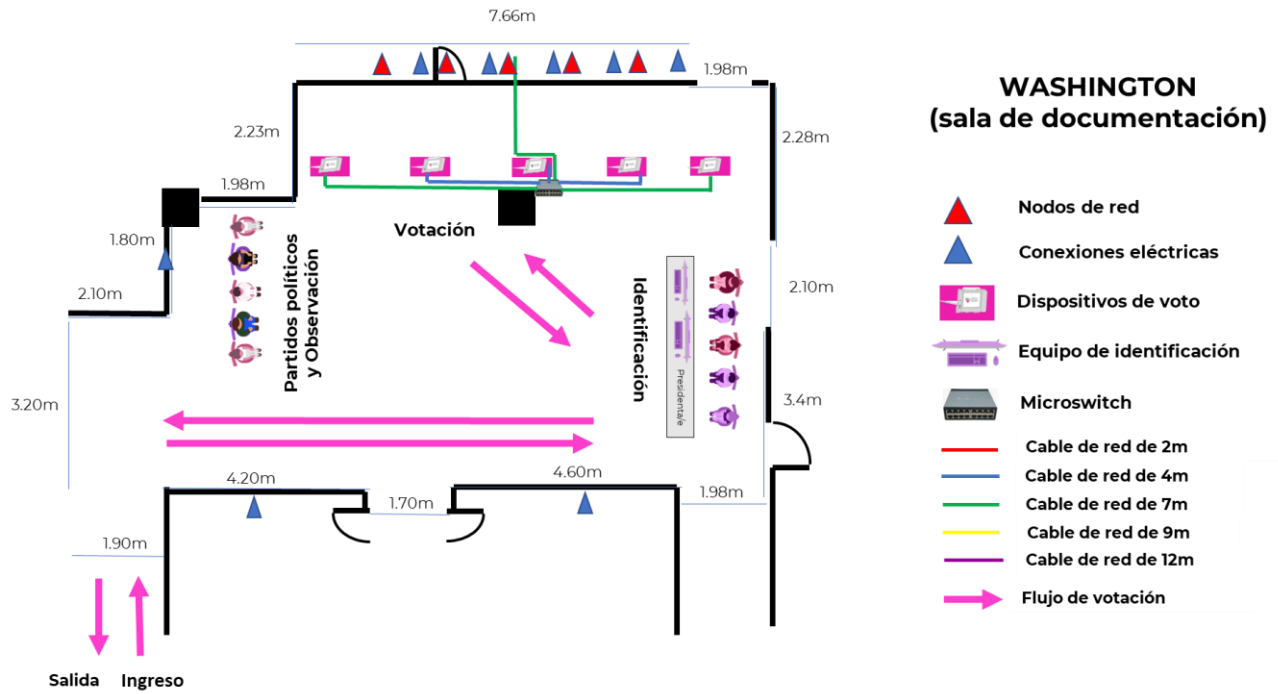 7.66m
1.98m
2.23m
2.28m
1.98m
Votación
1.80m
2.10m
Partidos políticos
y Observación
Identificación
Presidenta/e
2.10m
3.20m
3.4m
4.20m
4.60m
1.70m
1.98m
1.90m
Salida
Ingreso
WASHINGTON
(sala de documentación)
Nodos de red
Conexiones eléctricas
Dispositivos de voto
Equipo de identificación
Microswitch
Cable de red de 2m
Cable de red de 4m
Cable de red de 7m
Cable de red de 9m
Cable de red de 12m
Flujo de votación